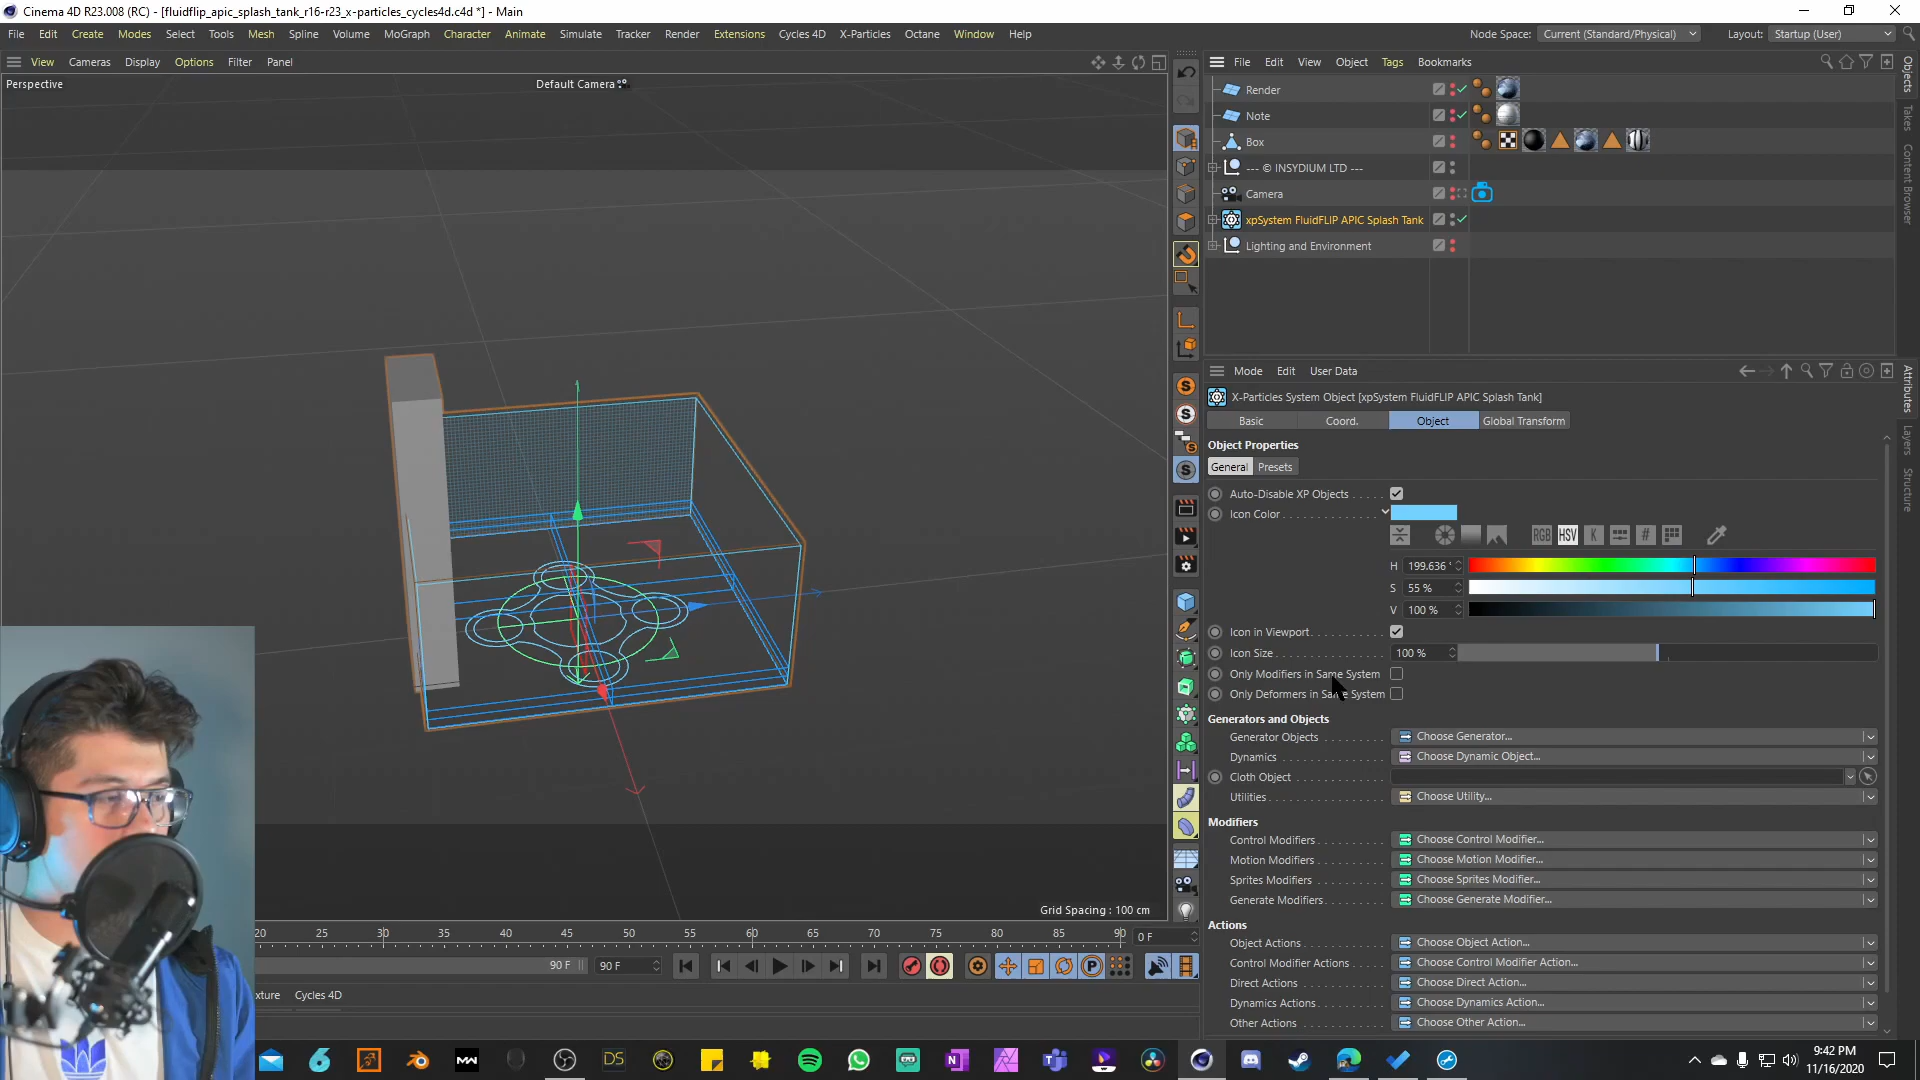 Cinema 4D R23.008 (RC) - [fluidflip_apic_splash_tank_r16-r23_x-particles_cycles4d.c4d *] - Main
File Edit Create Modes Select Tools Mesh Spline Volume MoGraph Character Animate Simulate Tracker Render Extensions Cycles 4D X-Particles Octane Window Help Node Space: Current (Standard/Physical) Layout: Startup (User)
View Cameras Display Options Filter Panel
File Edit View Object Tags Bookmarks
Perspective
Default Camera
Render
Note
Box
--- © INSYDIUM LTD ---
Camera
xpSystem FluidFLIP APIC Splash Tank
Lighting and Environment
Objects
Takes
Content Browser
Mode Edit User Data
X-Particles System Object [xpSystem FluidFLIP APIC Splash Tank]
Basic Coord. Object Global Transform
Object Properties
General Presets
Auto-Disable XP Objects . . . . .
Icon Color . . . . . . . . . . . . . . . . .
RGB HSV K #
H 199.636 °
S 55 %
V 100 %
Icon in Viewport . . . . . . . . . . . .
Icon Size . . . . . . . . . . . . . . . . . . 100 %
Only Modifiers in Same System
Only Deformers in Same System
Generators and Objects
Generator Objects . . . . . . . . Choose Generator...
Dynamics . . . . . . . . . . . . . . . . Choose Dynamic Object...
Cloth Object . . . . . . . . . . . . . . .
Utilities . . . . . . . . . . . . . . . . . . . Choose Utility...
Modifiers
Control Modifiers . . . . . . . . . Choose Control Modifier...
Motion Modifiers . . . . . . . . . . Choose Motion Modifier...
Sprites Modifiers . . . . . . . . . . Choose Sprites Modifier...
Generate Modifiers . . . . . . . . Choose Generate Modifier...
Actions
Object Actions . . . . . . . . . . . . Choose Object Action...
Control Modifier Actions . . . . Choose Control Modifier Action...
Direct Actions . . . . . . . . . . . . . Choose Direct Action...
Dynamics Actions . . . . . . . . . Choose Dynamics Action...
Other Actions . . . . . . . . . . . . . Choose Other Action...
Attributes
Layers
Structure
Grid Spacing : 100 cm
20 25 30 35 40 45 50 55 60 65 70 75 80 85 90 0 F
90 F 90 F
xture Cycles 4D
9:42 PM
11/16/2020